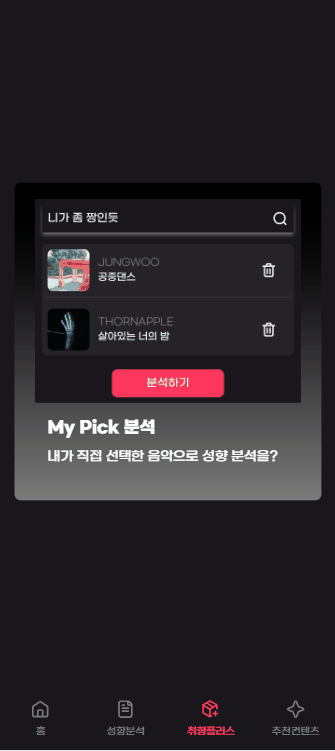 니가 좀 짱인듯
JUNGWOO
공중댄스
THORNAPPLE
살아있는 너의 밤
분석하기
My Pick 분석
내가 직접 선택한 음악으로 성향 분석을?
홈
성향분석
취향플러스
추천컨텐츠